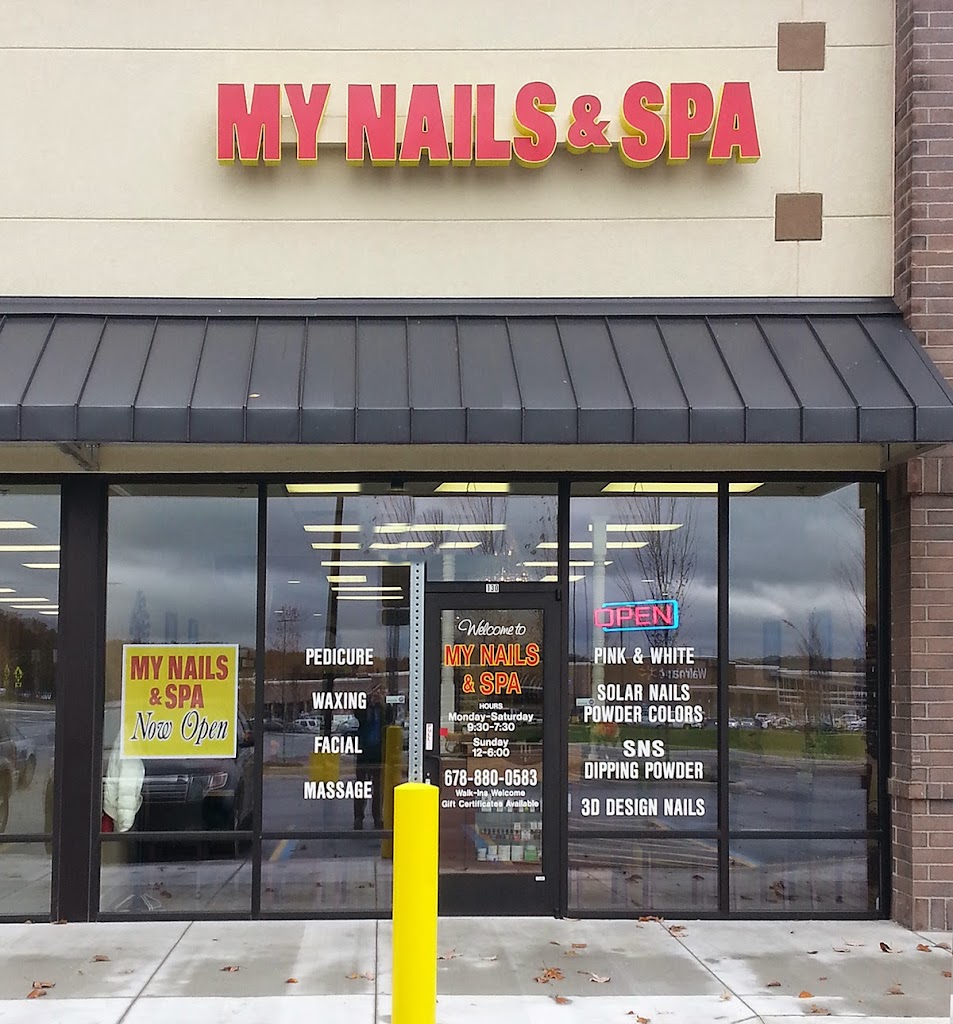 MY NAILS & SPA
130
OPEN
MY NAILS
& SPA
Now Open
PEDICURE
WAXING
FACIAL
MASSAGE
Welcome to
MY NAILS
& SPA
HOURS
Monday-Saturday
9:30-7:30
Sunday
12-6:00
678-880-0583
Walk-Ins Welcome
Gift Certificates Available
PINK & WHITE
SOLAR NAILS
POWDER COLORS
SNS
DIPPING POWDER
3D DESIGN NAILS